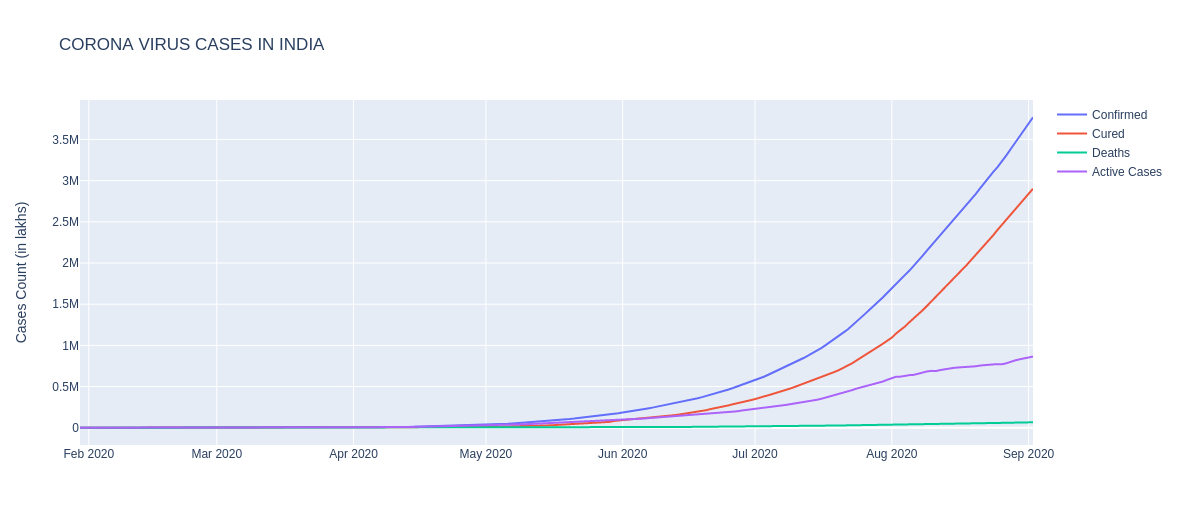 CORONA VIRUS CASES IN INDIA
Confirmed
Cured
Deaths
Active Cases
Cases Count (in lakhs)
3.5M
3M
2.5M
2M
1.5M
1M
0.5M
0
Feb 2020
Mar 2020
Apr 2020
May 2020
Jun 2020
Jul 2020
Aug 2020
Sep 2020